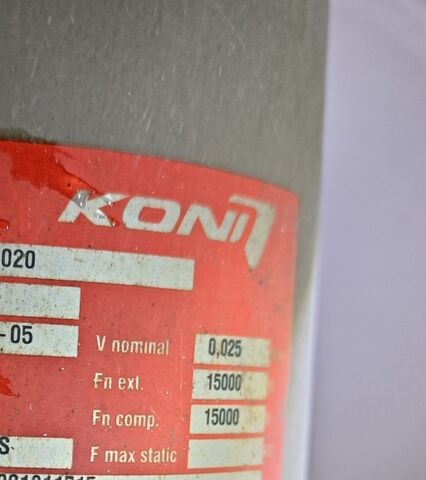 KONI
020
-05
V nominal 0,025
Fn ext. 15000
Fn comp. 15000
S F max static